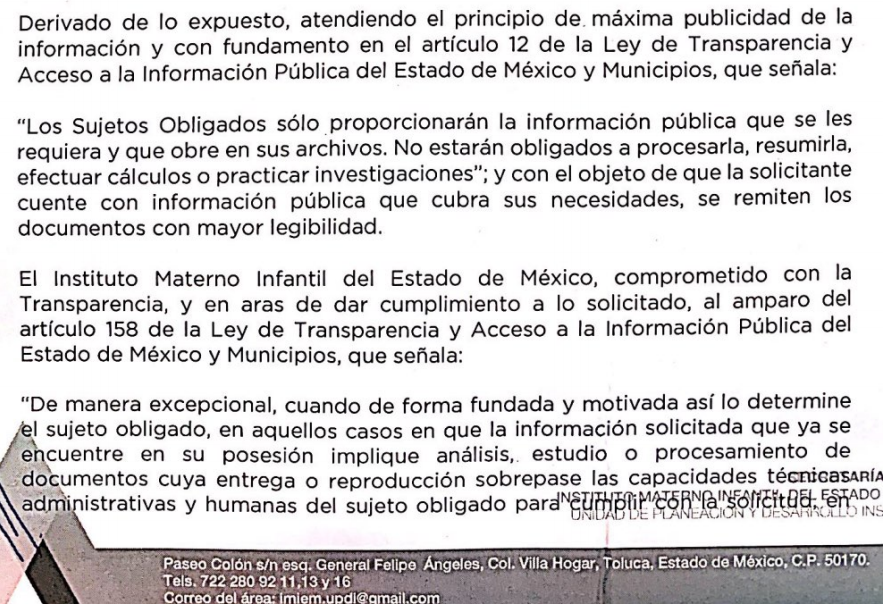 Derivado de lo expuesto, atendiendo el principio de máxima publicidad de la
información y con fundamento en el artículo 12 de la Ley de Transparencia y
Acceso a la Información Pública del Estado de México y Municipios, que señala:
“Los Sujetos Obligados sólo proporcionarán la información pública que se les
requiera y que obre en sus archivos. No estarán obligados a procesarla, resumirla,
efectuar cálculos o practicar investigaciones”; y con el objeto de que la solicitante
cuente con información pública que cubra sus necesidades, se remiten los
documentos con mayor legibilidad.
El Instituto Materno Infantil del Estado de México, comprometido con la
Transparencia, y en aras de dar cumplimiento a lo solicitado, al amparo del
artículo 158 de la Ley de Transparencia y Acceso a la Información Pública del
Estado de México y Municipios, que señala:
“De manera excepcional, cuando de forma fundada y motivada así lo determine
el sujeto obligado, en aquellos casos en que la información solicitada que ya se
encuentre en su posesión implique análisis, estudio o procesamiento de
documentos cuya entrega o reproducción sobrepase las capacidades técnicas
administrativas y humanas del sujeto obligado para cumplir con la solicitud, en
INSTITUTO MATERNO INFANTIL DEL ESTADO
UNIDAD DE PLANEACIÓN Y DESARROLLO INS
Paseo Colón s/n esq. General Felipe Ángeles, Col. Villa Hogar, Toluca, Estado de México, C.P. 50170.
Tels. 722 280 92 11,13 y 16
Correo del área: imiem.updi@gmail.com